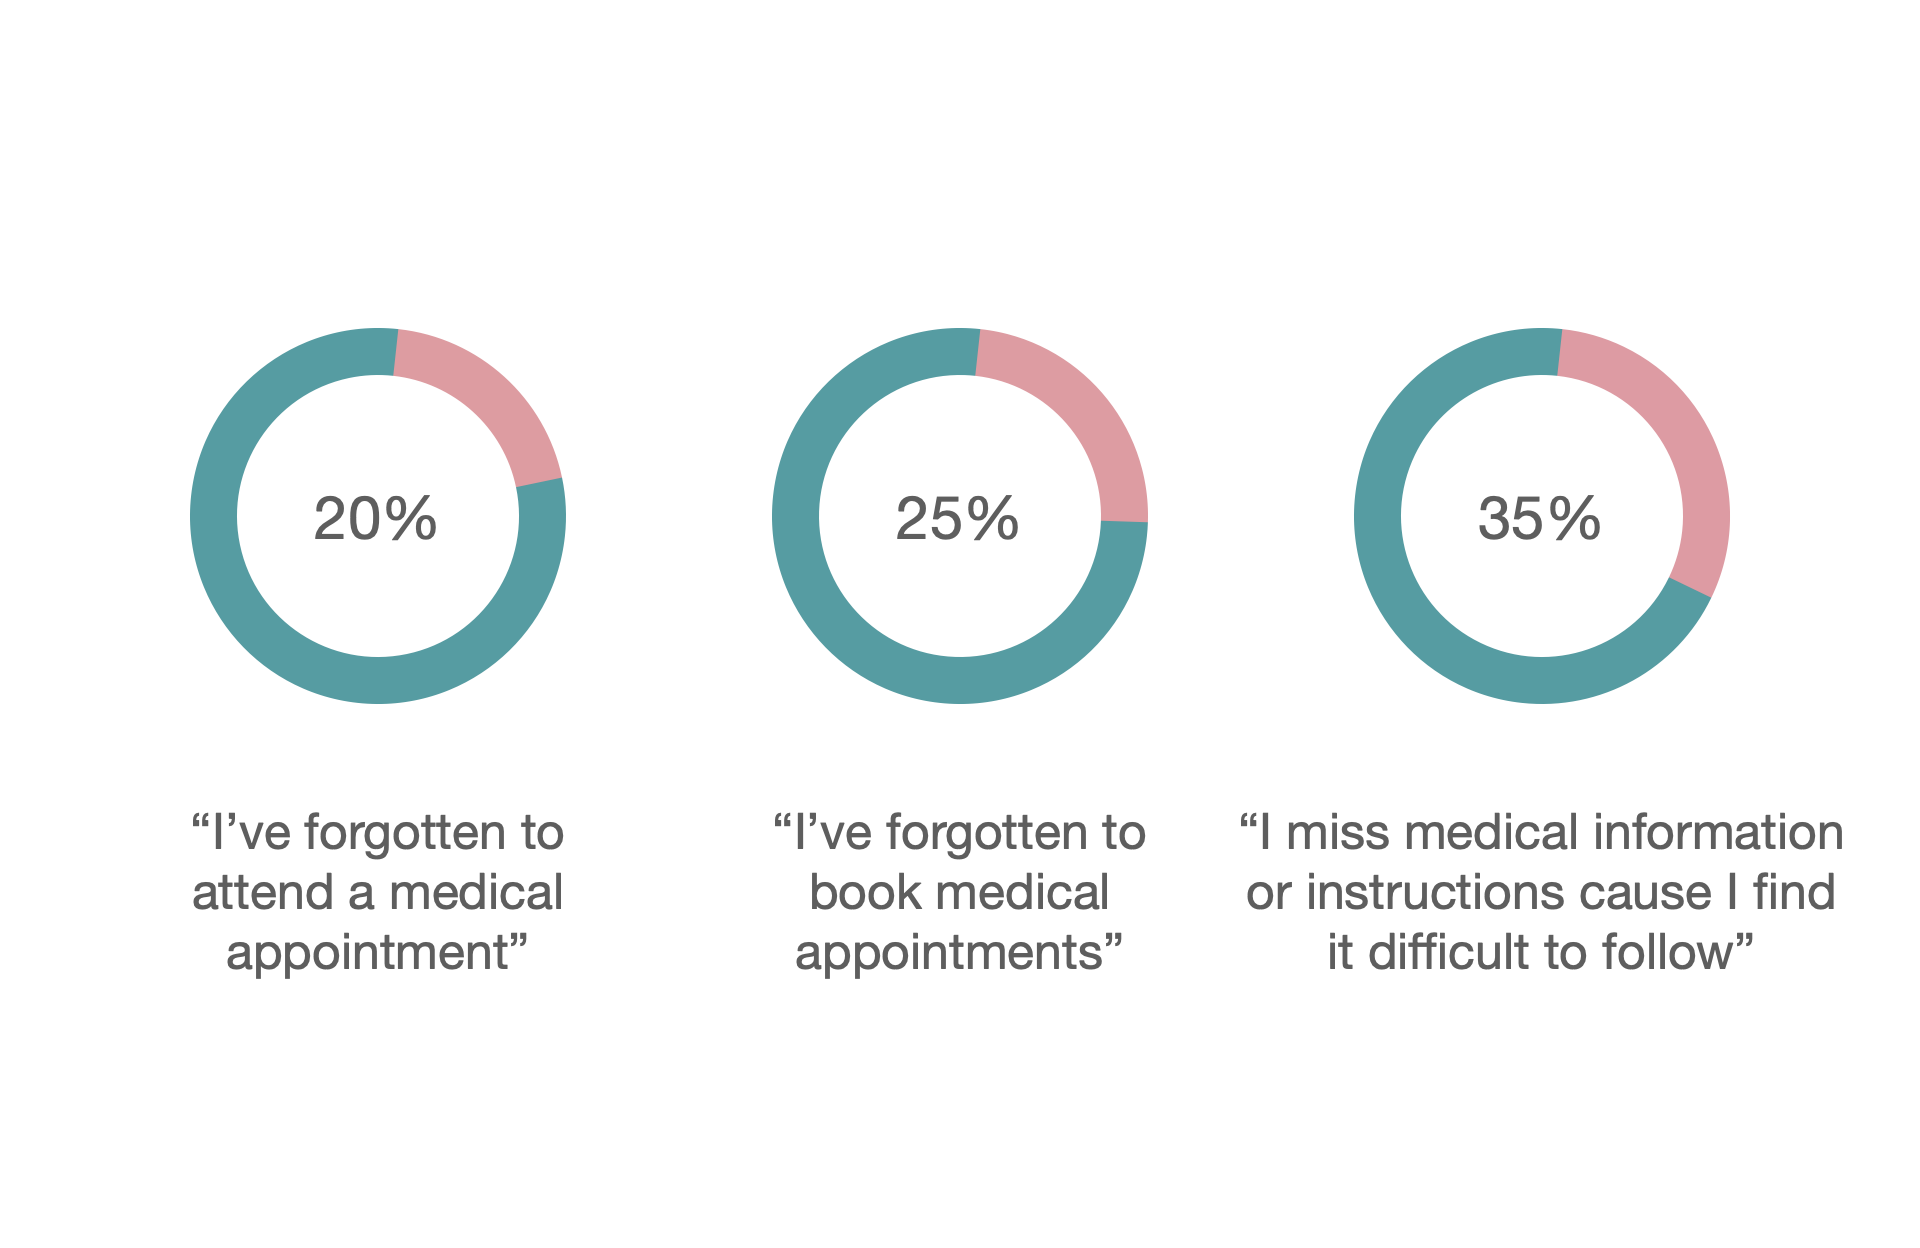 20%
“I’ve forgotten to
attend a medical
appointment”
25%
“I’ve forgotten to
book medical
appointments”
35%
“I miss medical information
or instructions cause I find
it difficult to follow”